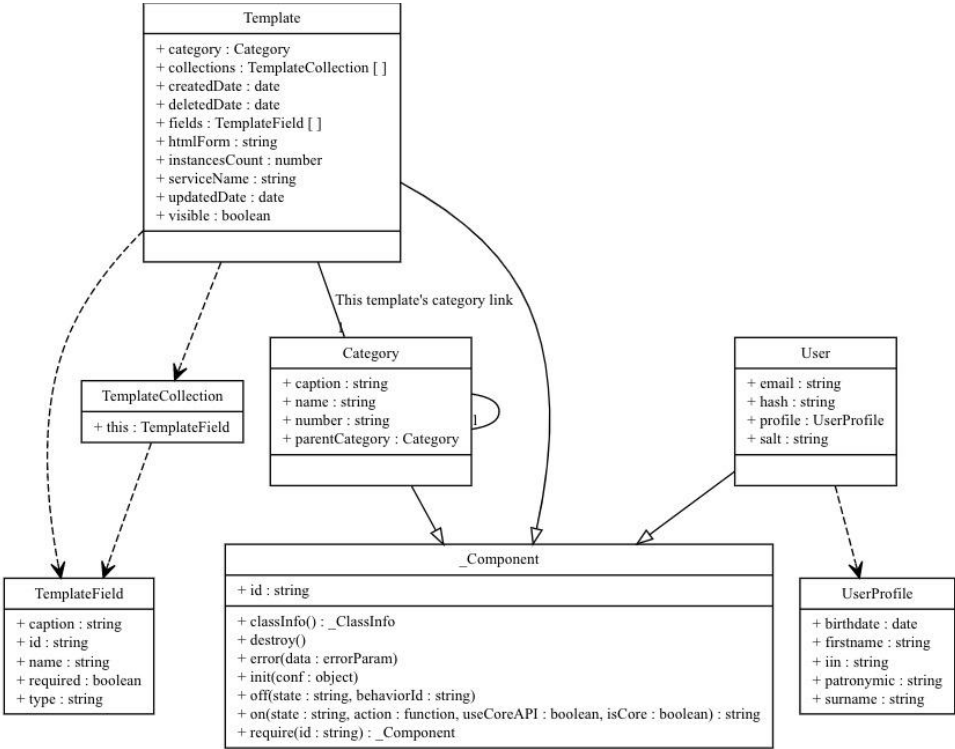 Template
+ category : Category
+ collections : TemplateCollection [ ]
+ createdDate : date
+ deletedDate : date
+ fields : TemplateField [ ]
+ htmlForm : string
+ instancesCount : number
+ serviceName : string
+ updatedDate : date
+ visible : boolean
This template's category link
1
Category
+ caption : string
+ name : string
+ number : string
+ parentCategory : Category
1
User
+ email : string
+ hash : string
+ profile : UserProfile
+ salt : string
TemplateCollection
+ this : TemplateField
TemplateField
+ caption : string
+ id : string
+ name : string
+ required : boolean
+ type : string
_Component
+ id : string
+ classInfo() : _ClassInfo
+ destroy()
+ error(data : errorParam)
+ init(conf : object)
+ off(state : string, behaviorId : string)
+ on(state : string, action : function, useCoreAPI : boolean, isCore : boolean) : string
+ require(id : string) : _Component
UserProfile
+ birthdate : date
+ firstname : string
+ iin : string
+ patronymic : string
+ surname : string